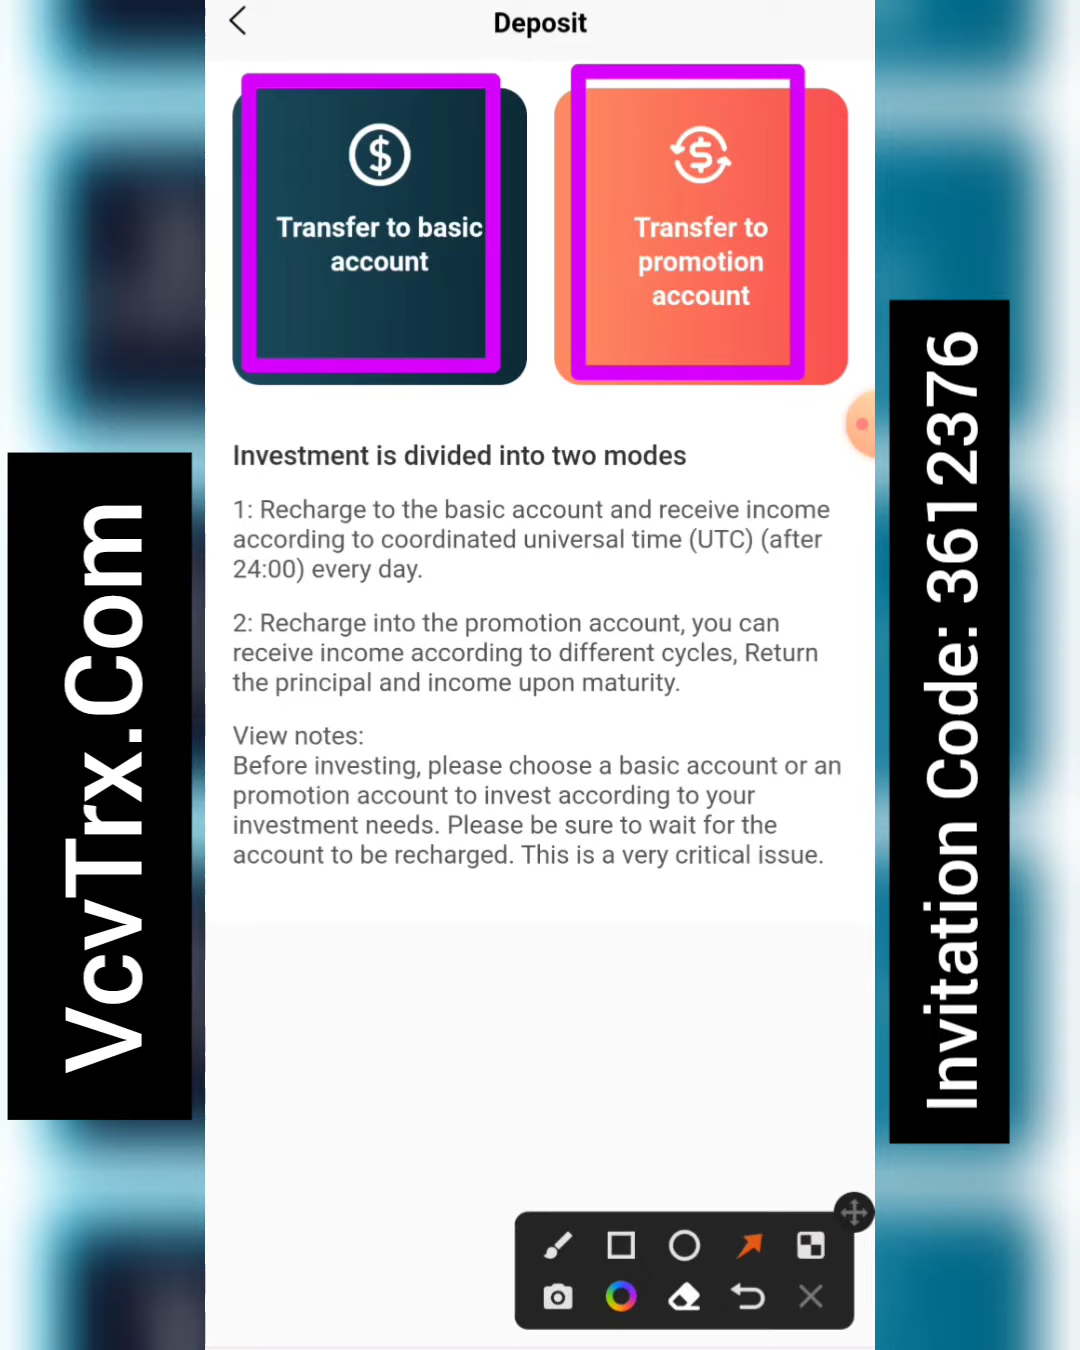 Deposit
Transfer to basic
account
Transfer to
promotion
account
Investment is divided into two modes
1: Recharge to the basic account and receive income
according to coordinated universal time (UTC) (after
24:00) every day.
2: Recharge into the promotion account, you can
receive income according to different cycles, Return
the principal and income upon maturity.
View notes:
Before investing, please choose a basic account or an
promotion account to invest according to your
investment needs. Please be sure to wait for the
account to be recharged. This is a very critical issue.
VcvTrx.Com
Invitation Code: 3612376